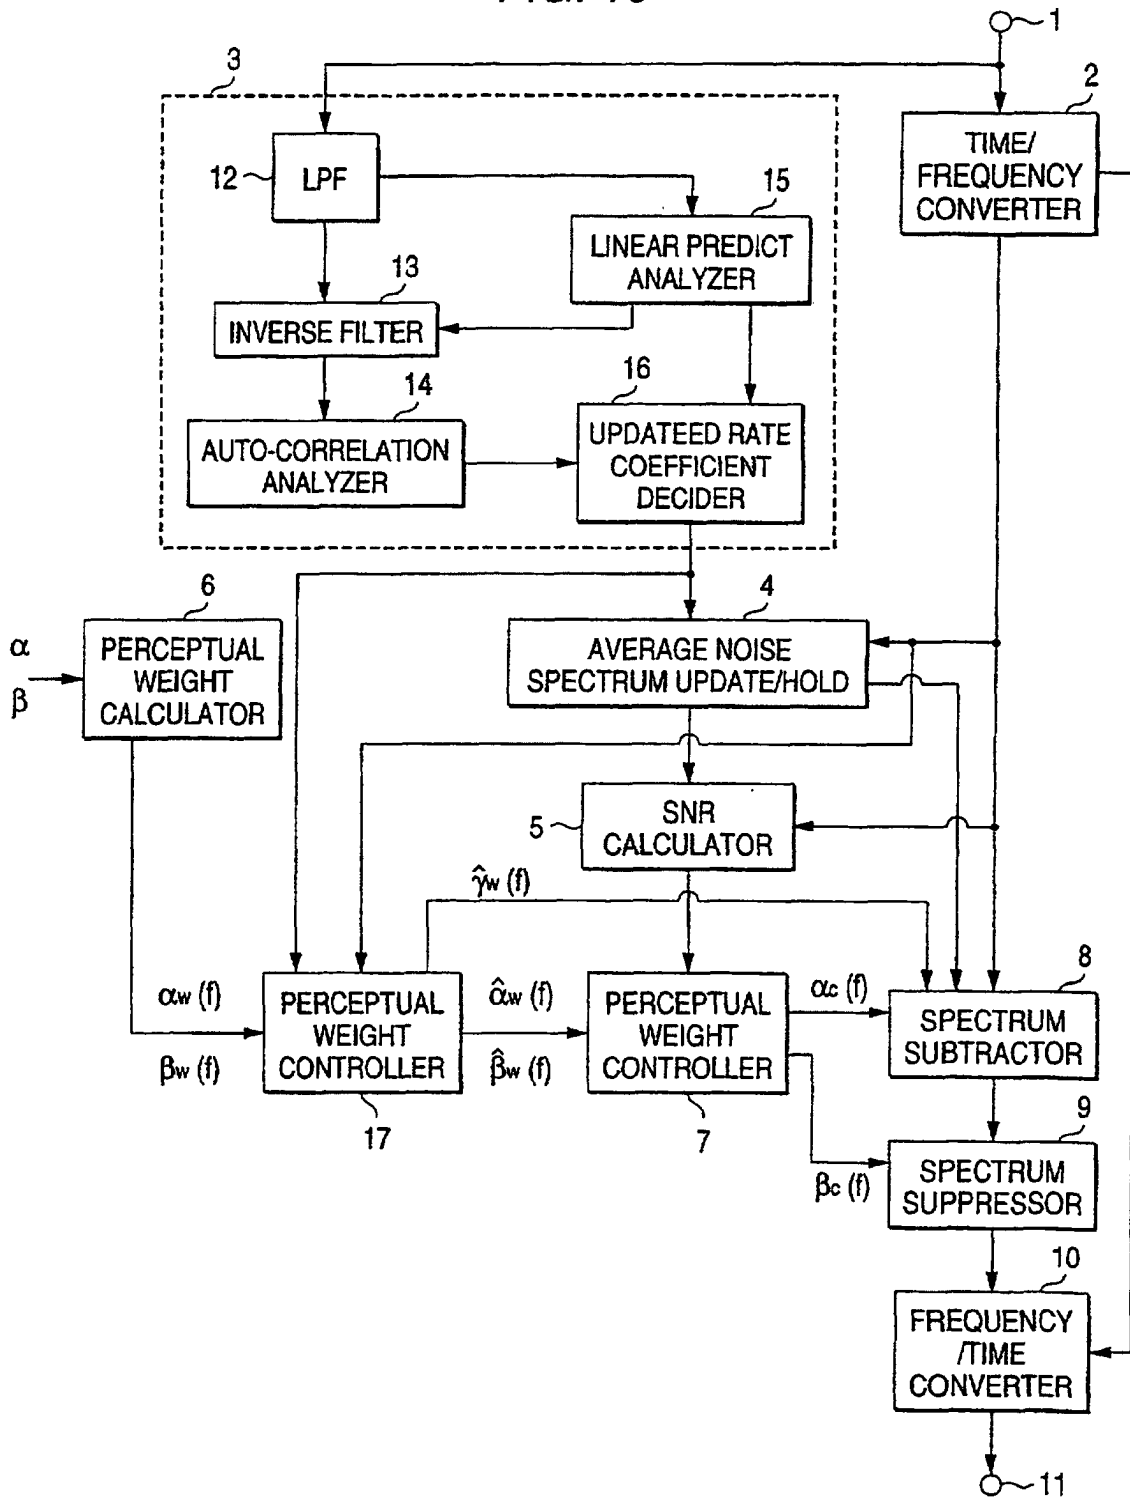 1
3
2
TIME/
FREQUENCY
CONVERTER
12
LPF
15
LINEAR PREDICT
ANALYZER
13
INVERSE FILTER
14
AUTO-CORRELATION
ANALYZER
16
UPDATEED RATE
COEFFICIENT
DECIDER
6
α
β
PERCEPTUAL
WEIGHT
CALCULATOR
4
AVERAGE NOISE
SPECTRUM UPDATE/HOLD
5
SNR
CALCULATOR
γ̂w (f)
αw (f)
βw (f)
PERCEPTUAL
WEIGHT
CONTROLLER
17
α̂w (f)
β̂w (f)
PERCEPTUAL
WEIGHT
CONTROLLER
7
αc (f)
βc (f)
8
SPECTRUM
SUBTRACTOR
9
SPECTRUM
SUPPRESSOR
10
FREQUENCY
/TIME
CONVERTER
11